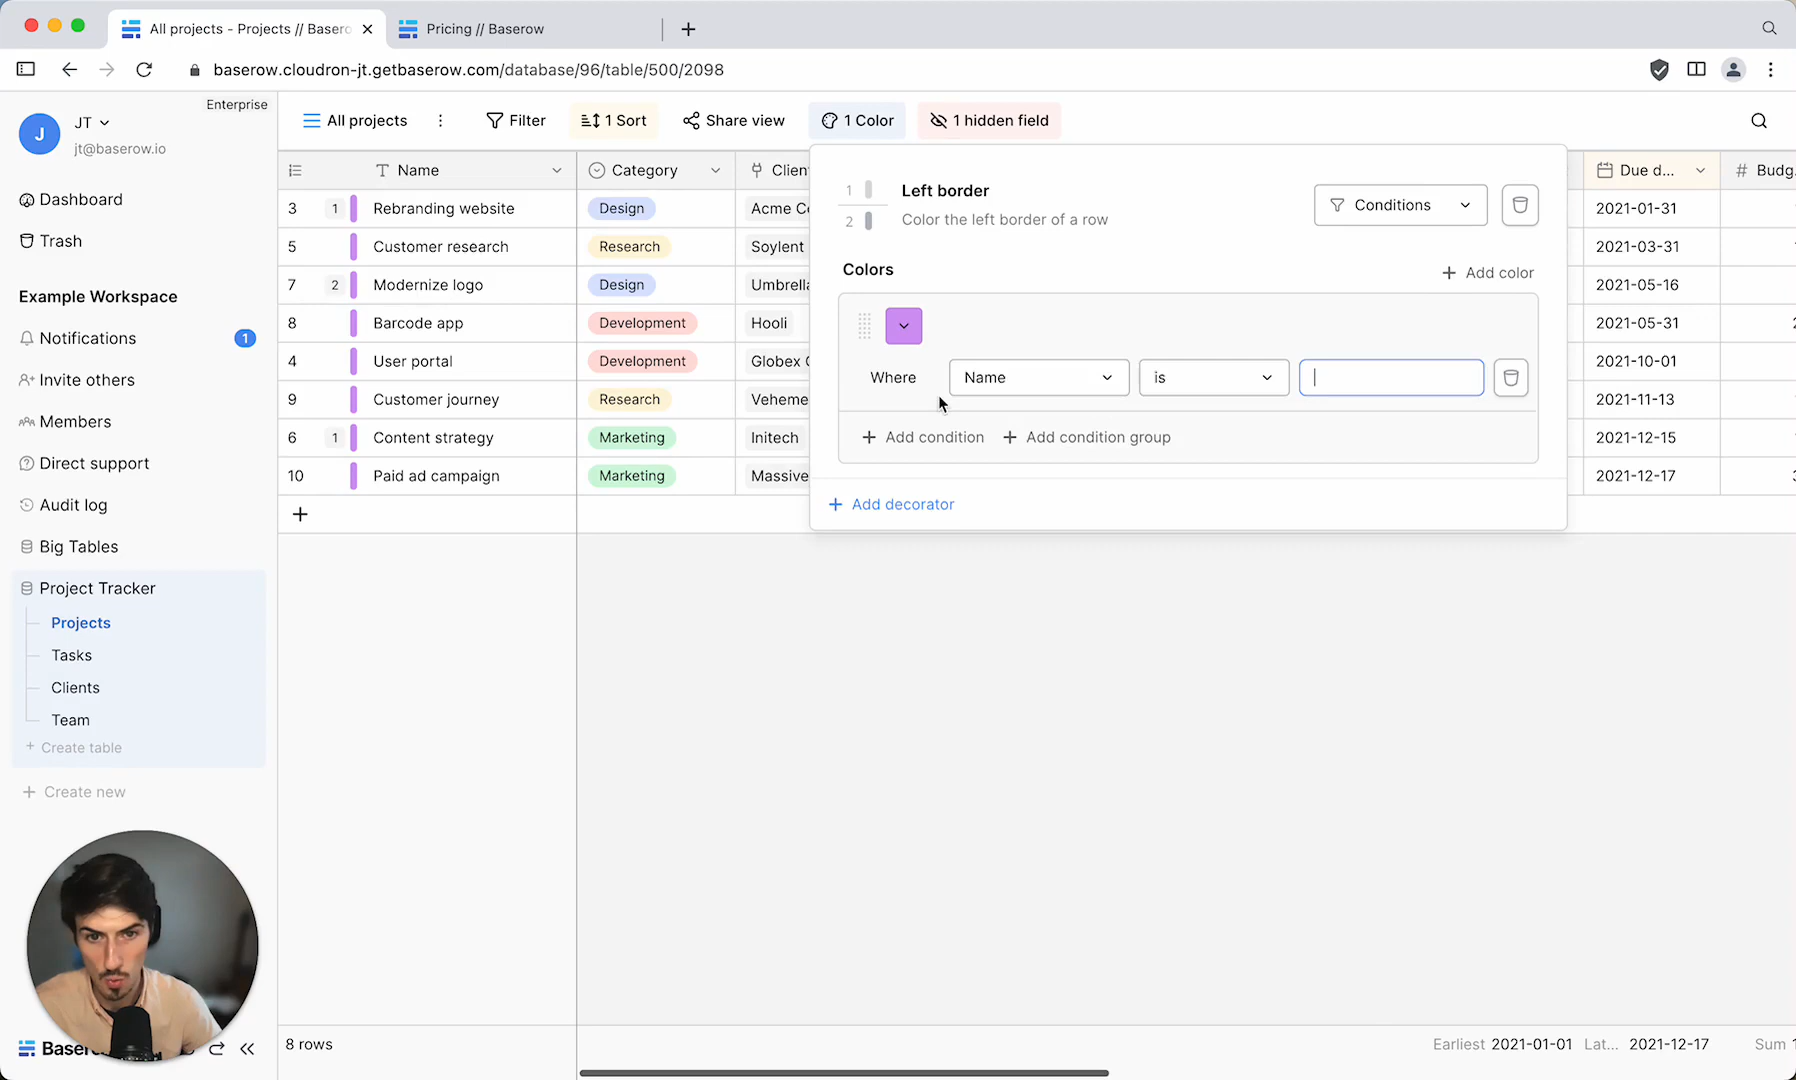 All projects - Projects // Basero
Pricing // Baserow
baserow.cloudron-jt.getbaserow.com/database/96/table/500/2098
Enterprise
J
JT
jt@baserow.io
Dashboard
Trash
Example Workspace
Notifications 1
Invite others
Members
Direct support
Audit log
Big Tables
Project Tracker
Projects
Tasks
Clients
Team
+ Create table
+ Create new
Baser
All projects
Filter
1 Sort
Share view
1 Color
1 hidden field
Name Category Clien Due d... # Budg.
3 1 Rebranding website Design Acme Co 2021-01-31
5 Customer research Research Soylent 2021-03-31
7 2 Modernize logo Design Umbrella 2021-05-16
8 Barcode app Development Hooli 2021-05-31
4 User portal Development Globex C 2021-10-01
9 Customer journey Research Veheme 2021-11-13
6 1 Content strategy Marketing Initech 2021-12-15
10 Paid ad campaign Marketing Massive 2021-12-17
+
1
2
Left border
Color the left border of a row
Conditions
Colors
+ Add color
Where Name is
+ Add condition + Add condition group
+ Add decorator
8 rows
Earliest 2021-01-01 Lat... 2021-12-17 Sum 1